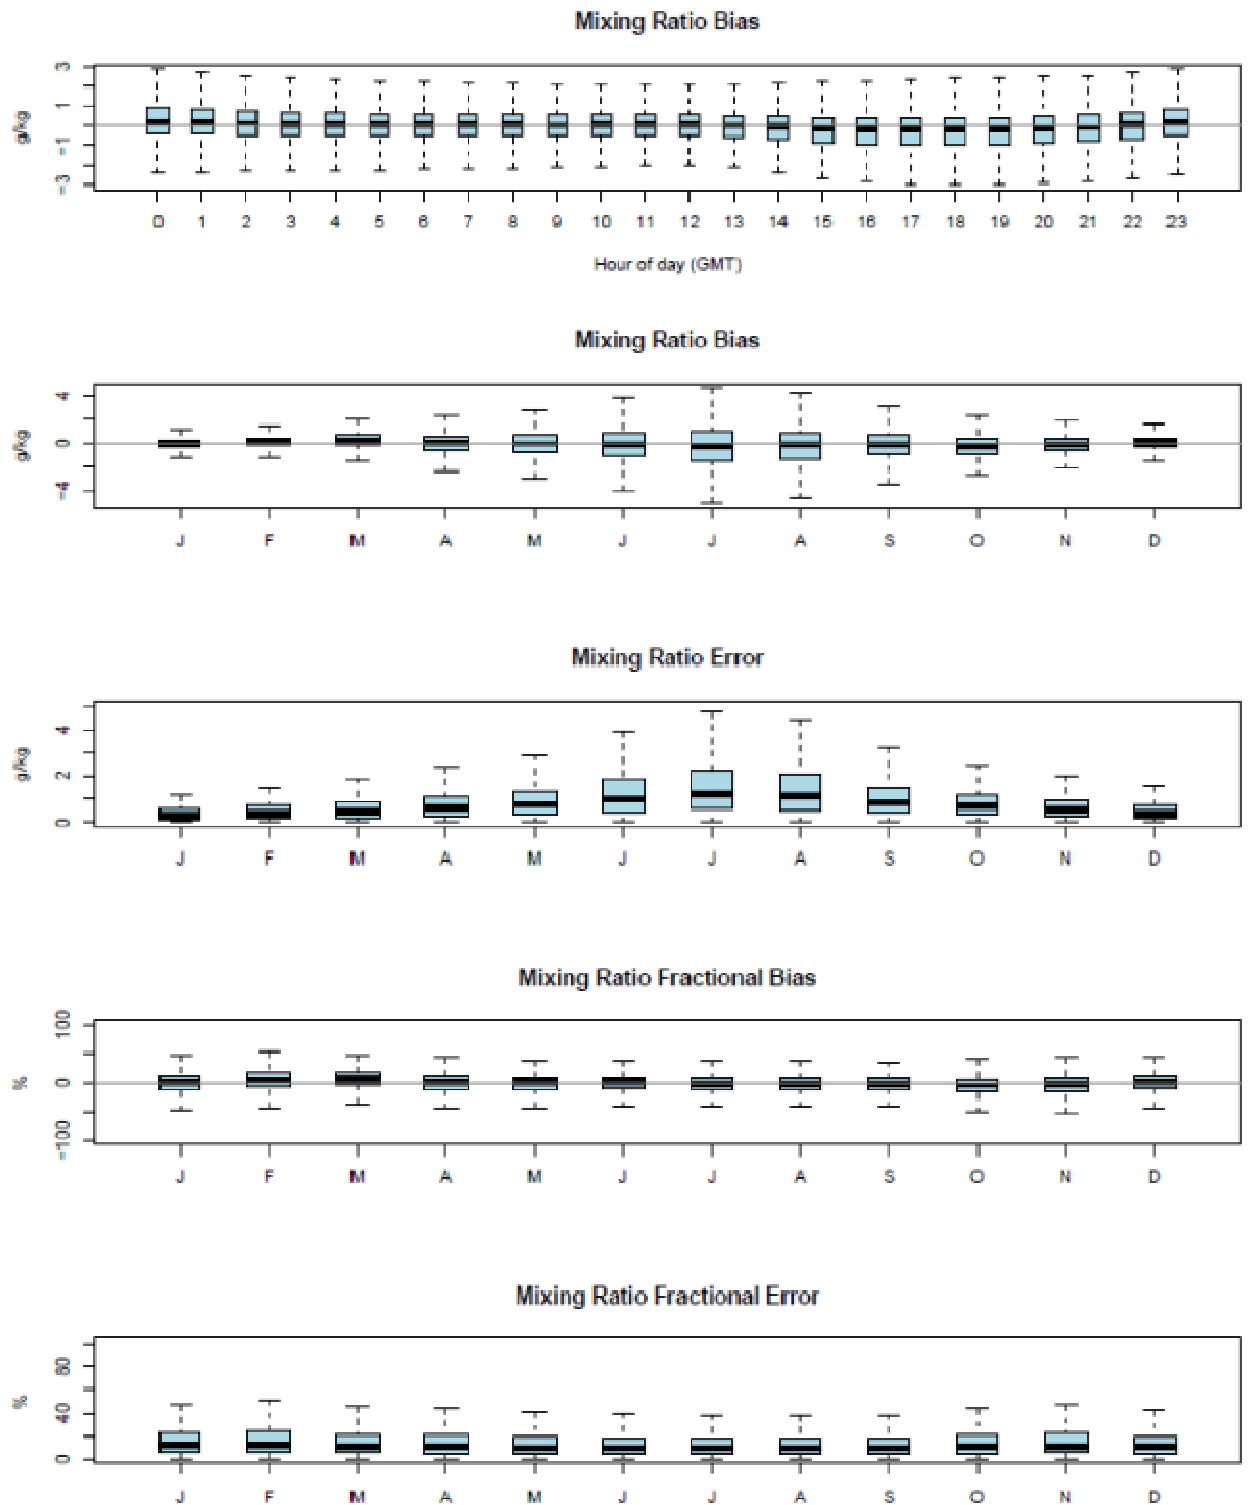 Mixing Ratio Bias
g/kg
3
1
−1
−3
0 1 2 3 4 5 6 7 8 9 10 11 12 13 14 15 16 17 18 19 20 21 22 23
Hour of day (GMT)
Mixing Ratio Bias
g/kg
4
0
−4
J F M A M J J A S O N D
Mixing Ratio Error
g/kg
4
2
0
J F M A M J J A S O N D
Mixing Ratio Fractional Bias
%
100
0
−100
J F M A M J J A S O N D
Mixing Ratio Fractional Error
%
40
0
J F M A M J J A S O N D